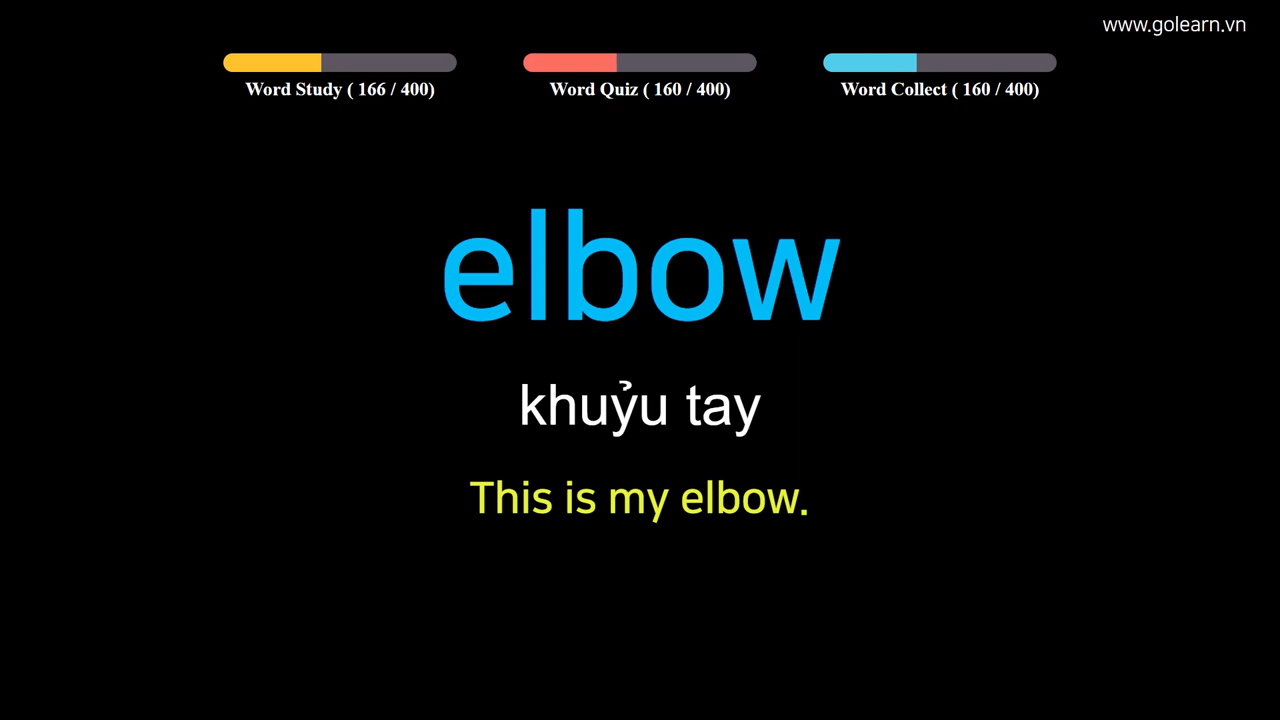 www.golearn.vn
Word Study ( 166 / 400)
Word Quiz ( 160 / 400)
Word Collect ( 160 / 400)
elbow
khuỷu tay
This is my elbow.